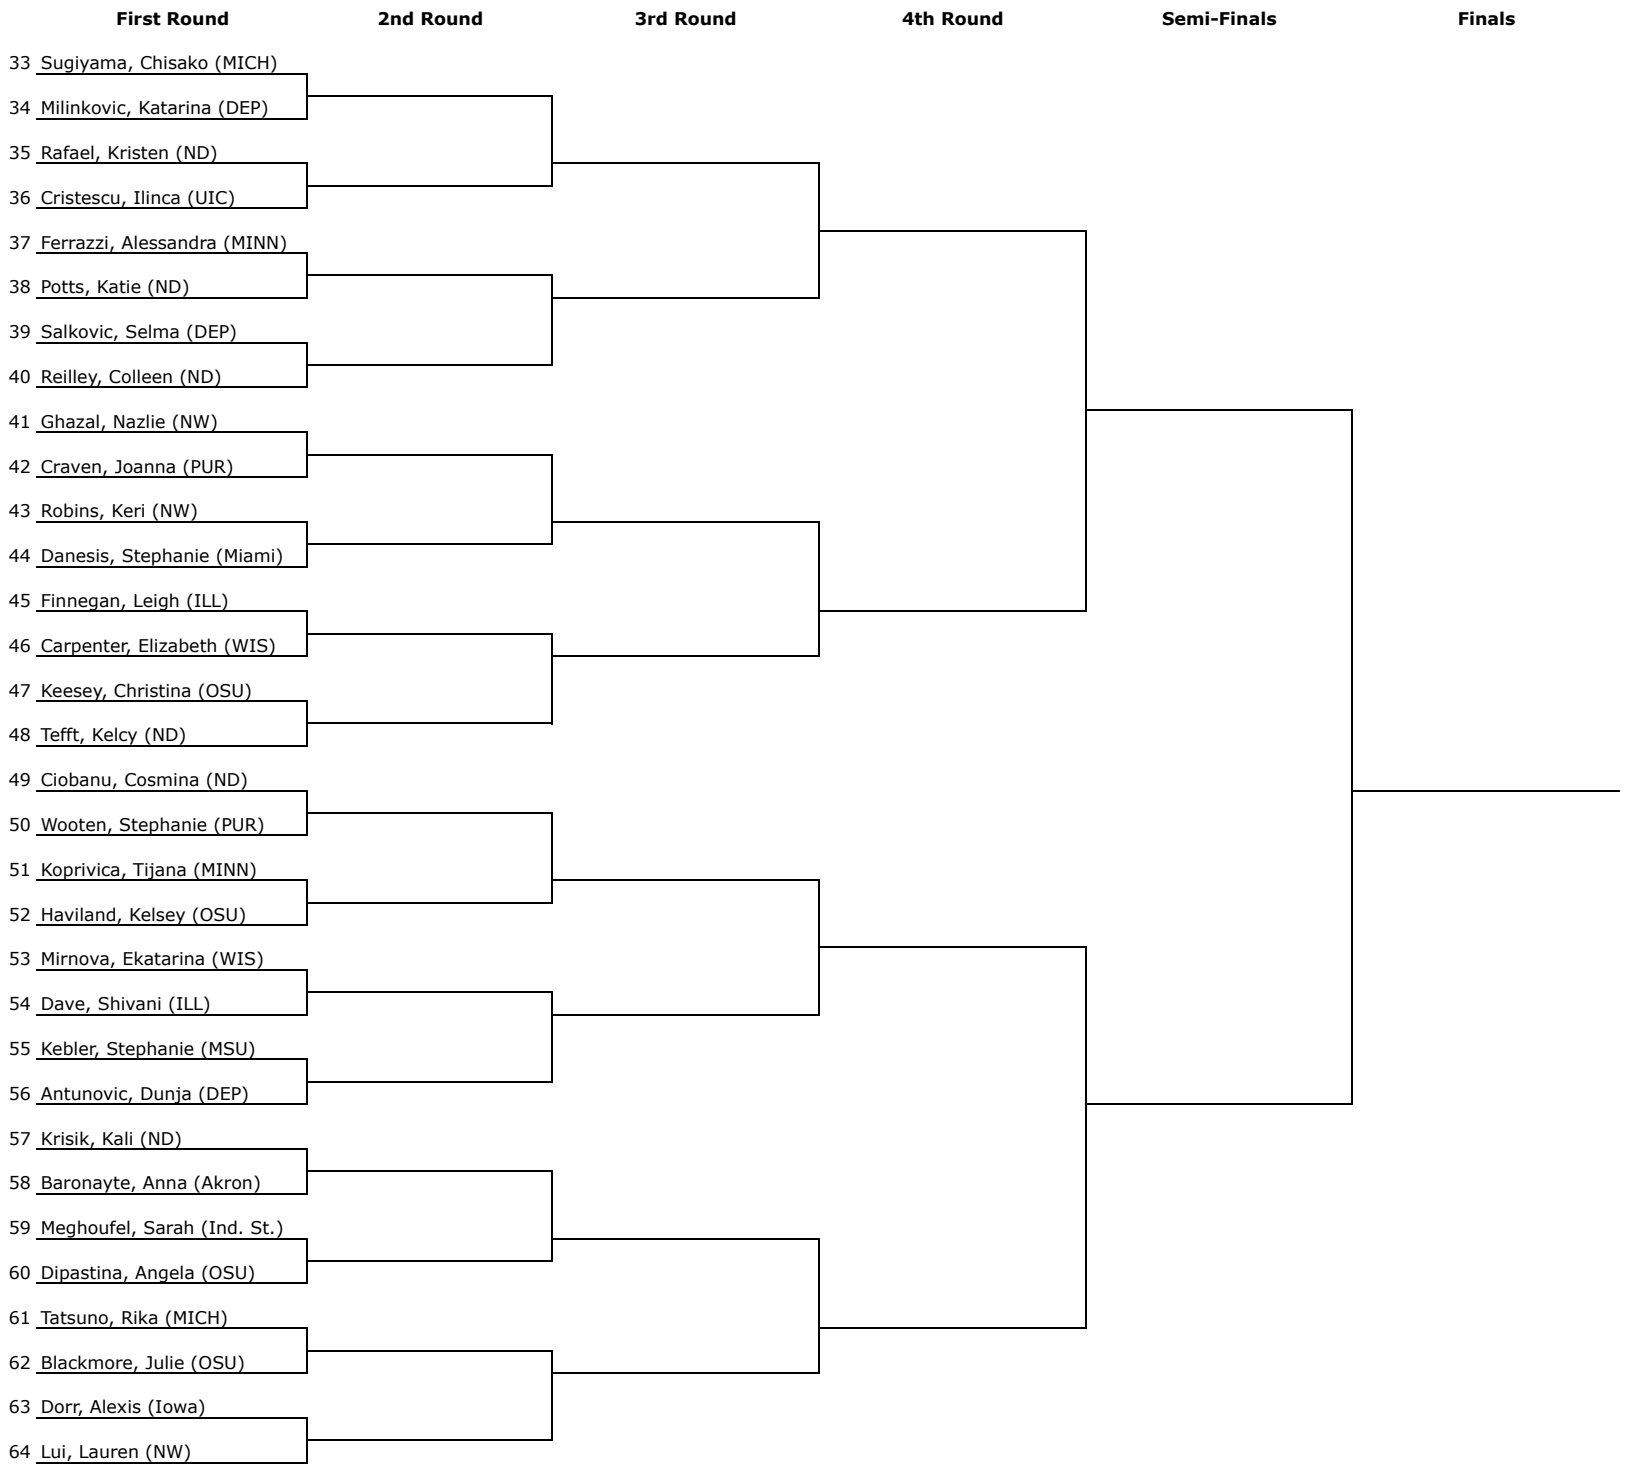 First Round 2nd Round 3rd Round 4th Round Semi-Finals Finals
33 Sugiyama, Chisako (MICH)
34 Milinkovic, Katarina (DEP)
35 Rafael, Kristen (ND)
36 Cristescu, Ilinca (UIC)
37 Ferrazzi, Alessandra (MINN)
38 Potts, Katie (ND)
39 Salkovic, Selma (DEP)
40 Reilley, Colleen (ND)
41 Ghazal, Nazlie (NW)
42 Craven, Joanna (PUR)
43 Robins, Keri (NW)
44 Danesis, Stephanie (Miami)
45 Finnegan, Leigh (ILL)
46 Carpenter, Elizabeth (WIS)
47 Keesey, Christina (OSU)
48 Tefft, Kelcy (ND)
49 Ciobanu, Cosmina (ND)
50 Wooten, Stephanie (PUR)
51 Koprivica, Tijana (MINN)
52 Haviland, Kelsey (OSU)
53 Mirnova, Ekatarina (WIS)
54 Dave, Shivani (ILL)
55 Kebler, Stephanie (MSU)
56 Antunovic, Dunja (DEP)
57 Krisik, Kali (ND)
58 Baronayte, Anna (Akron)
59 Meghoufel, Sarah (Ind. St.)
60 Dipastina, Angela (OSU)
61 Tatsuno, Rika (MICH)
62 Blackmore, Julie (OSU)
63 Dorr, Alexis (Iowa)
64 Lui, Lauren (NW)